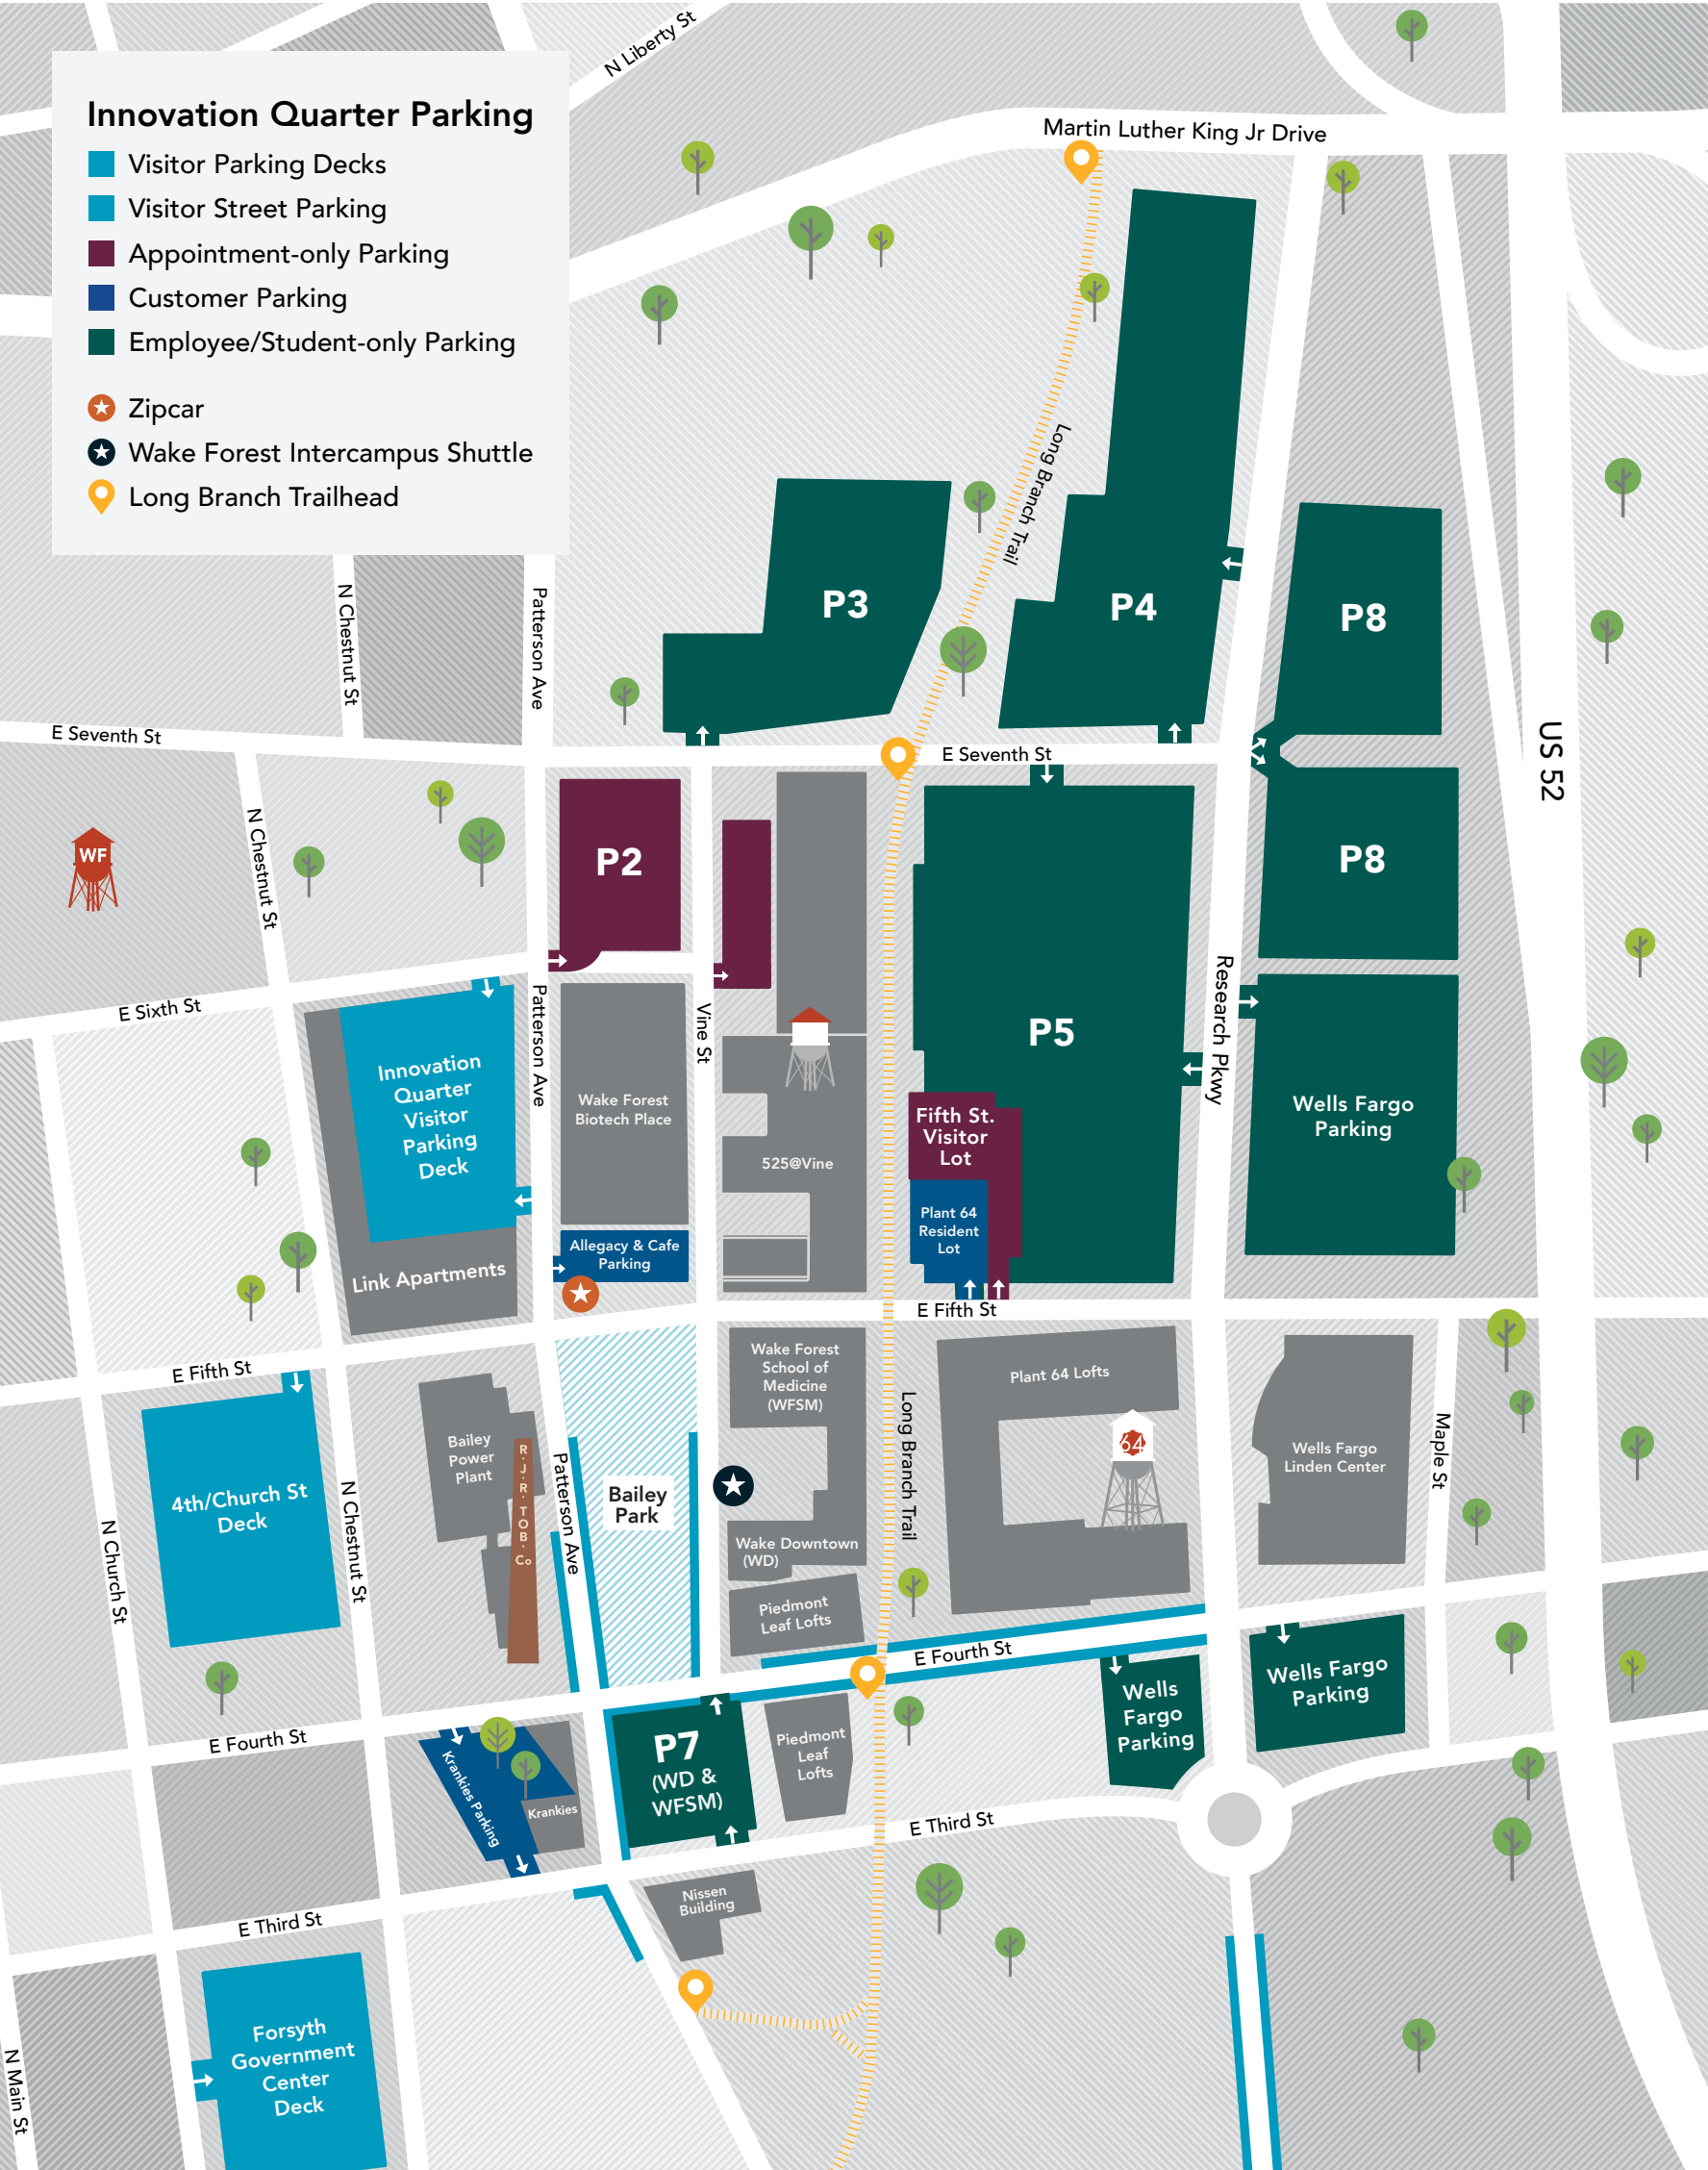 N Liberty St
Martin Luther King Jr Drive
Innovation Quarter Parking
Visitor Parking Decks
Visitor Street Parking
Appointment-only Parking
Customer Parking
Employee/Student-only Parking
Zipcar
Wake Forest Intercampus Shuttle
Long Branch Trailhead
Long Branch Trail
N Chestnut St
Patterson Ave
P3
P4
P8
E Seventh St
E Seventh St
US 52
WF
N Chestnut St
P2
P8
E Sixth St
Patterson Ave
Vine St
Research Pkwy
P5
Innovation
Quarter
Visitor
Parking
Deck
Wake Forest
Biotech Place
525@Vine
Fifth St.
Visitor
Lot
Wells Fargo
Parking
Plant 64
Resident
Lot
Allegacy & Cafe
Parking
Link Apartments
E Fifth St
E Fifth St
4th/Church St
Deck
N Church St
N Chestnut St
Bailey
Power
Plant
R.J.R.TOB.Co
Patterson Ave
Bailey
Park
Wake Forest
School of
Medicine
(WFSM)
Wake Downtown
(WD)
Piedmont
Leaf Lofts
Long Branch Trail
Plant 64 Lofts
64
Wells Fargo
Linden Center
Maple St
E Fourth St
E Fourth St
Krankies Parking
Krankies
P7
(WD &
WFSM)
Piedmont
Leaf
Lofts
Wells
Fargo
Parking
Wells Fargo
Parking
E Third St
E Third St
Nissen
Building
Forsyth
Government
Center
Deck
N Main St